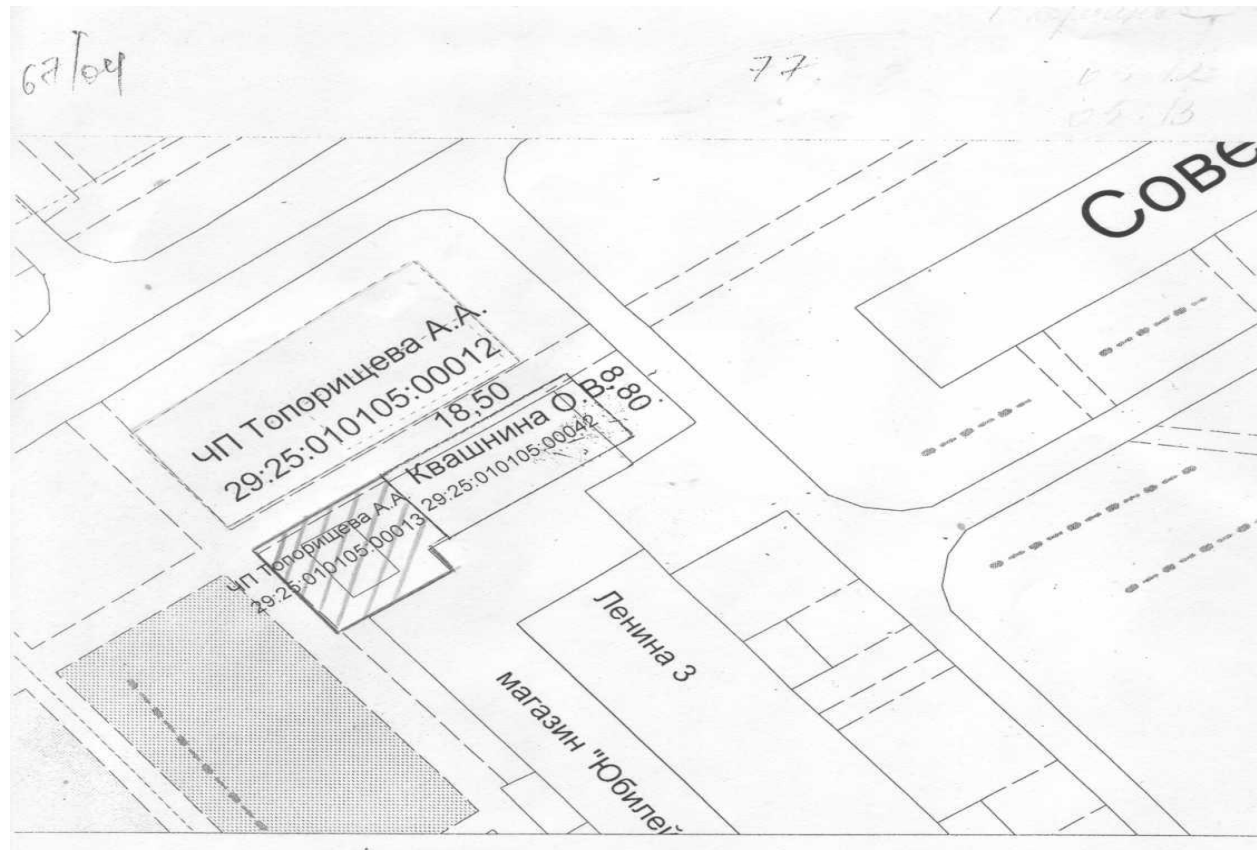 67/04
77
Сове
ЧП Топорищева А.А.
29:25:010105:00012
18,50
8,80
Квашнина О.В.
29:25:010105:00042
ЧП Топорищева А.А
29:25:010105:00013
Ленина 3
магазин "Юбилей